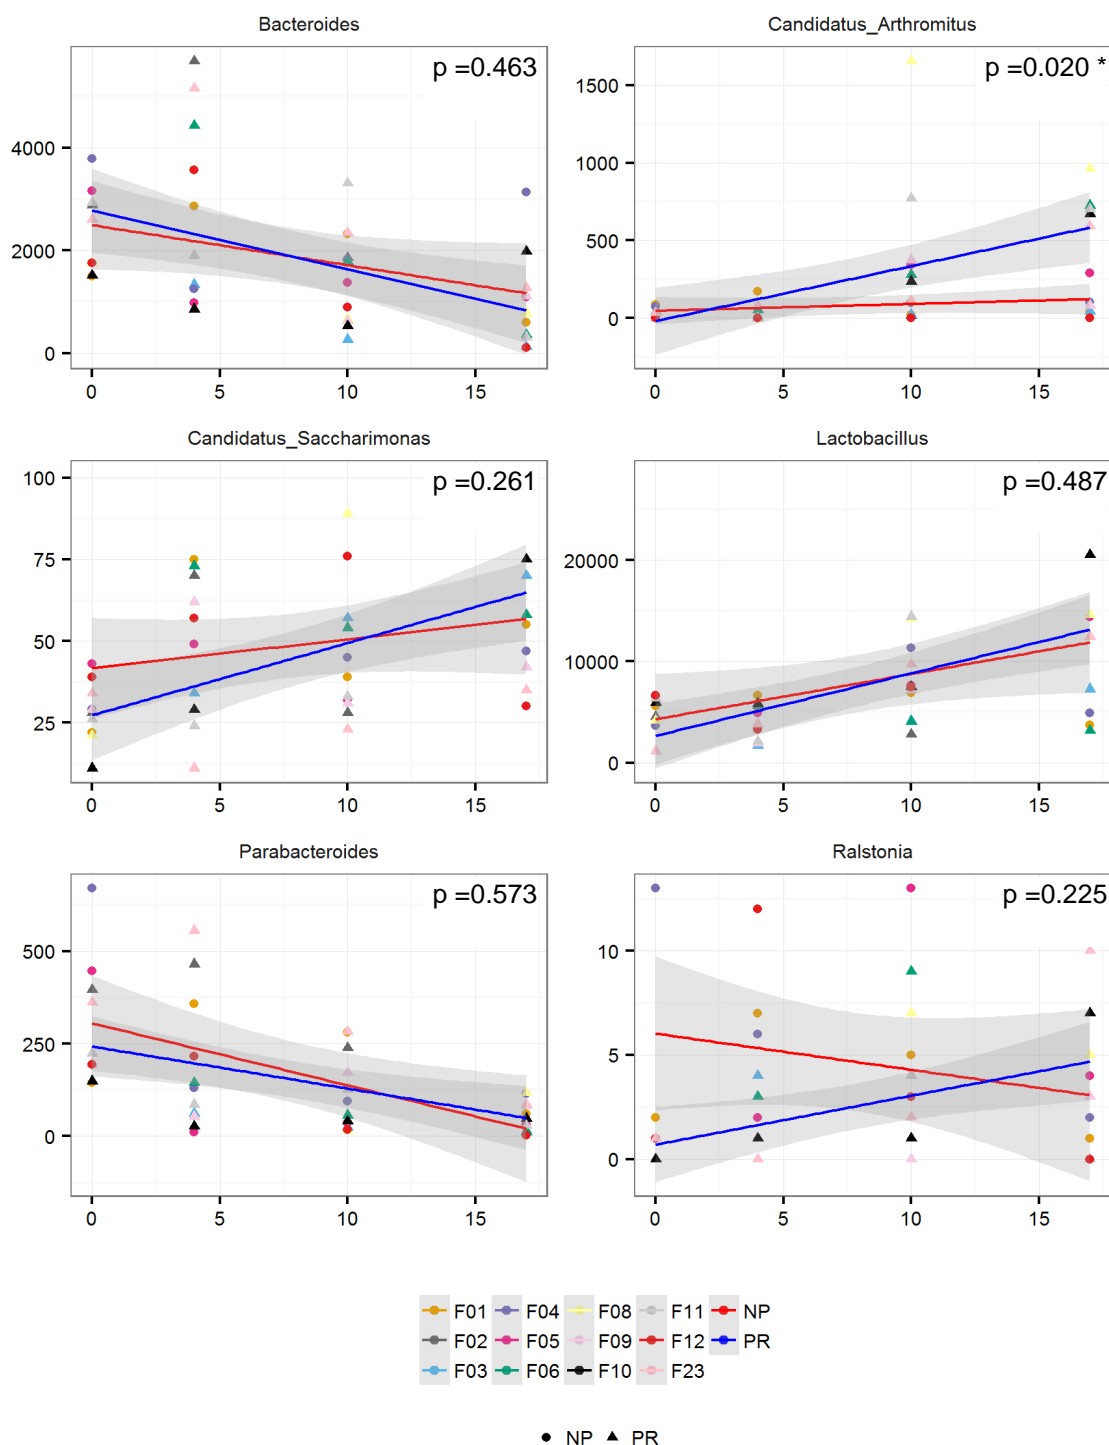 Bacteroides
p =0.463
4000
2000
0
0 5 10 15
Candidatus_Arthromitus
p =0.020 *
1500
1000
500
0
0 5 10 15
Candidatus_Saccharimonas
p =0.261
100
75
50
25
0 5 10 15
Lactobacillus
p =0.487
20000
10000
0
0 5 10 15
Parabacteroides
p =0.573
500
250
0
0 5 10 15
Ralstonia
p =0.225
10
5
0
0 5 10 15
F01 F04 F08 F11 NP
F02 F05 F09 F12 PR
F03 F06 F10 F23
NP PR